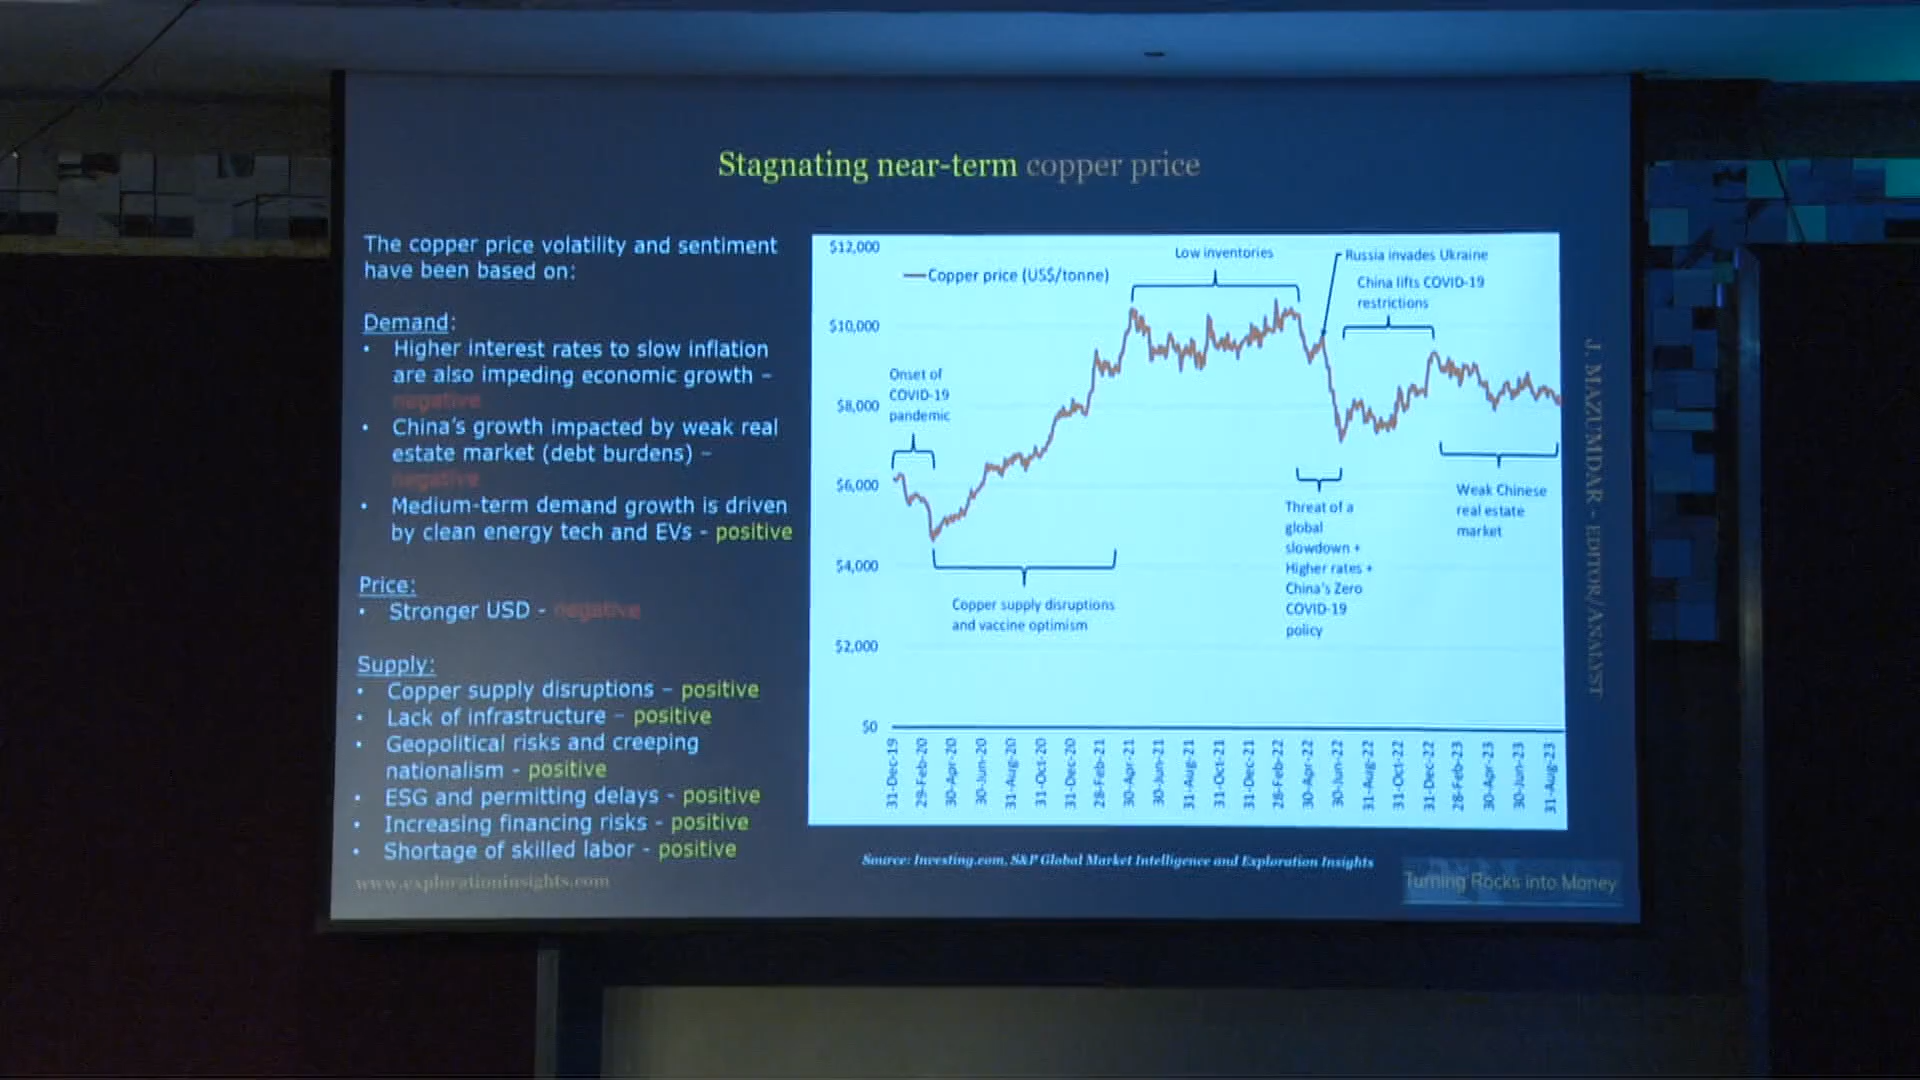 Stagnating near-term copper price
The copper price volatility and sentiment
have been based on:
Demand:
• Higher interest rates to slow inflation
are also impeding economic growth –
negative
• China's growth impacted by weak real
estate market (debt burdens) –
negative
• Medium-term demand growth is driven
by clean energy tech and EVs - positive
Price:
• Stronger USD - negative
Supply:
• Copper supply disruptions – positive
• Lack of infrastructure – positive
• Geopolitical risks and creeping
nationalism - positive
• ESG and permitting delays - positive
• Increasing financing risks - positive
• Shortage of skilled labor - positive
www.explorationinsights.com
$12,000
$10,000
$8,000
$6,000
$4,000
$2,000
$0
Copper price (US$/tonne)
Onset of
COVID-19
pandemic
Copper supply disruptions
and vaccine optimism
Low inventories
Russia invades Ukraine
China lifts COVID-19
restrictions
Threat of a
global
slowdown +
Higher rates +
China's Zero
COVID-19
policy
Weak Chinese
real estate
market
31-Dec-19
29-Feb-20
30-Apr-20
30-Jun-20
31-Aug-20
31-Oct-20
31-Dec-20
28-Feb-21
30-Apr-21
30-Jun-21
31-Aug-21
31-Oct-21
31-Dec-21
28-Feb-22
30-Apr-22
30-Jun-22
31-Aug-22
31-Oct-22
31-Dec-22
28-Feb-23
30-Apr-23
30-Jun-23
31-Aug-23
Source: Investing.com, S&P Global Market Intelligence and Exploration Insights
J. MAZUMDAR - EDITOR/ANALYST
Turning Rocks into Money